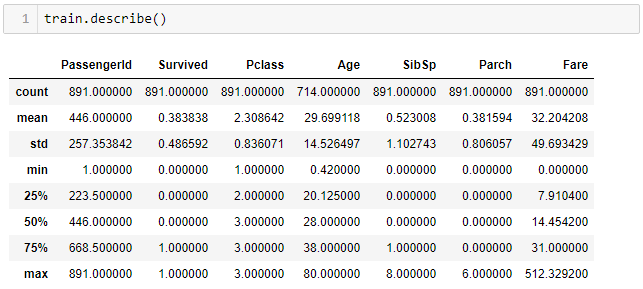 1 train.describe()
PassengerId Survived Pclass Age SibSp Parch Fare
count 891.000000 891.000000 891.000000 714.000000 891.000000 891.000000 891.000000
mean 446.000000 0.383838 2.308642 29.699118 0.523008 0.381594 32.204208
std 257.353842 0.486592 0.836071 14.526497 1.102743 0.806057 49.693429
min 1.000000 0.000000 1.000000 0.420000 0.000000 0.000000 0.000000
25% 223.500000 0.000000 2.000000 20.125000 0.000000 0.000000 7.910400
50% 446.000000 0.000000 3.000000 28.000000 0.000000 0.000000 14.454200
75% 668.500000 1.000000 3.000000 38.000000 1.000000 0.000000 31.000000
max 891.000000 1.000000 3.000000 80.000000 8.000000 6.000000 512.329200